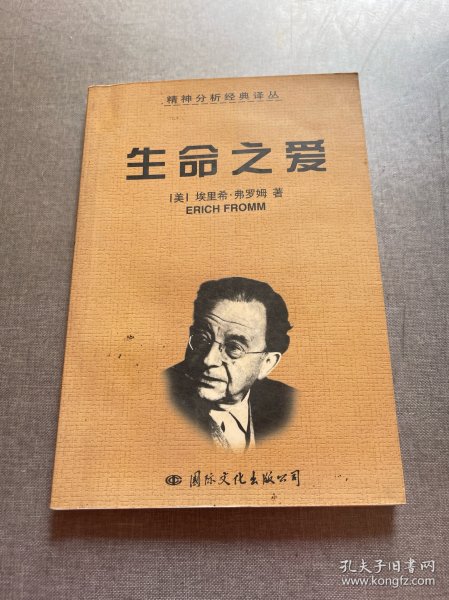 精神分析经典译丛
生命之爱
[美] 埃里希·弗罗姆 著
ERICH FROMM
国际文化出版公司
孔夫子旧书网
www.kongfz.com